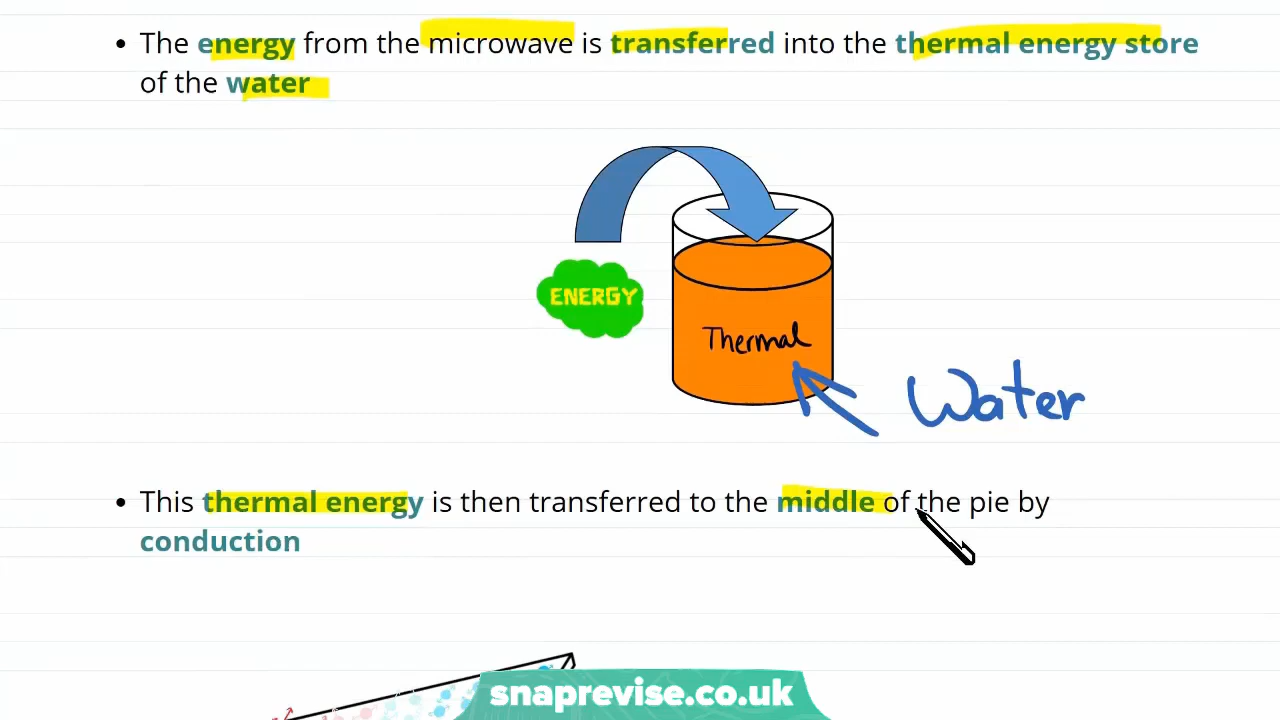 The energy from the microwave is transferred into the thermal energy store
of the water
ENERGY
Thermal
Water
This thermal energy is then transferred to the middle of the pie by
conduction
snaprevise.co.uk